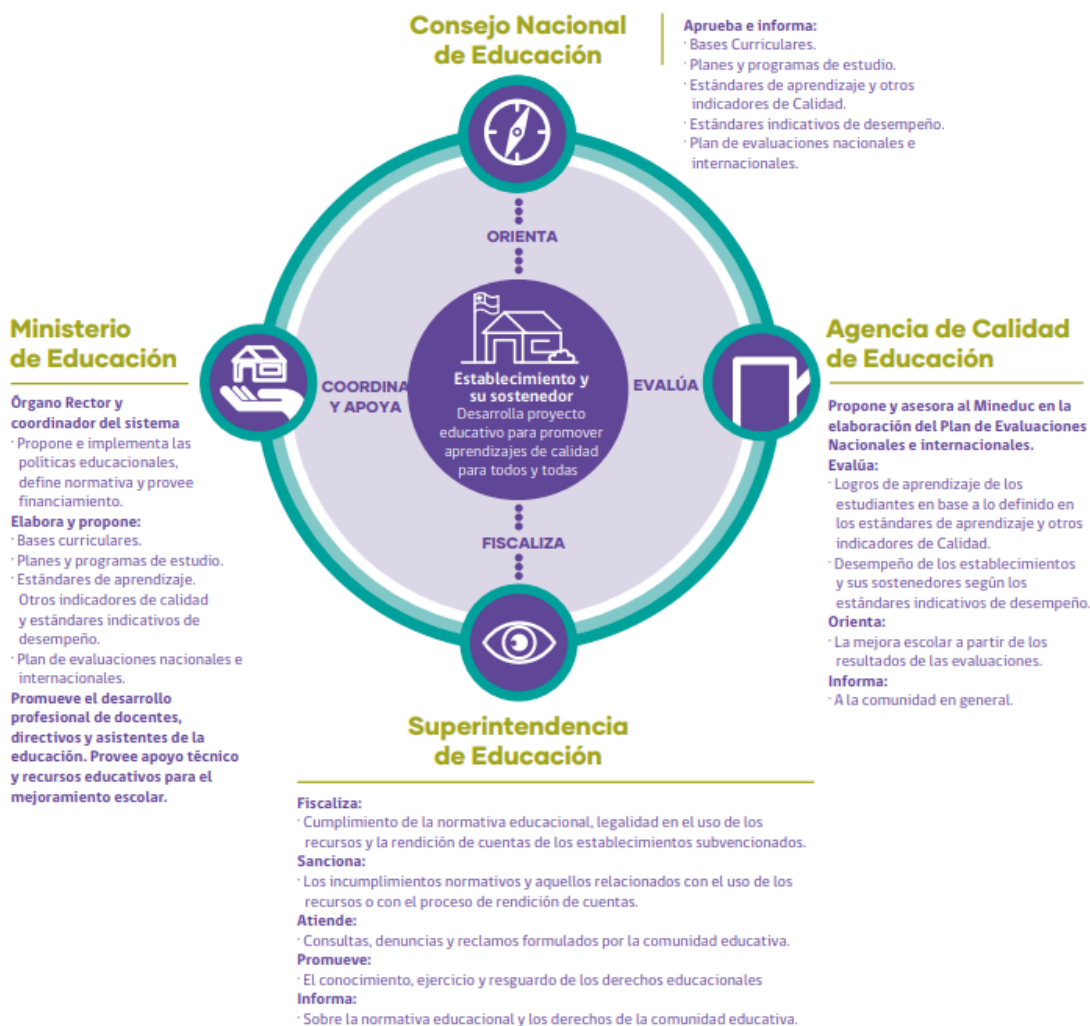 Consejo Nacional
de Educación
Aprueba e informa:
· Bases Curriculares.
· Planes y programas de estudio.
· Estándares de aprendizaje y otros
indicadores de Calidad.
· Estándares indicativos de desempeño.
· Plan de evaluaciones nacionales e
internacionales.
ORIENTA
Ministerio
de Educación
Órgano Rector y
coordinador del sistema
· Propone e implementa las
políticas educacionales,
define normativa y provee
financiamiento.
Elabora y propone:
· Bases curriculares.
· Planes y programas de estudio.
· Estándares de aprendizaje.
Otros indicadores de calidad
y estándares indicativos de
desempeño.
· Plan de evaluaciones nacionales e
internacionales.
Promueve el desarrollo
profesional de docentes,
directivos y asistentes de la
educación. Provee apoyo técnico
y recursos educativos para el
mejoramiento escolar.
COORDINA
Y APOYA
Establecimiento y
su sostenedor
Desarrolla proyecto
educativo para promover
aprendizajes de calidad
para todos y todas
EVALÚA
Agencia de Calidad
de Educación
Propone y asesora al Mineduc en la
elaboración del Plan de Evaluaciones
Nacionales e internacionales.
Evalúa:
· Logros de aprendizaje de los
estudiantes en base a lo definido en
los estándares de aprendizaje y otros
indicadores de Calidad.
· Desempeño de los establecimientos
y sus sostenedores según los
estándares indicativos de desempeño.
Orienta:
· La mejora escolar a partir de los
resultados de las evaluaciones.
Informa:
· A la comunidad en general.
FISCALIZA
Superintendencia
de Educación
Fiscaliza:
· Cumplimiento de la normativa educacional, legalidad en el uso de los
recursos y la rendición de cuentas de los establecimientos subvencionados.
Sanciona:
· Los incumplimientos normativos y aquellos relacionados con el uso de los
recursos o con el proceso de rendición de cuentas.
Atiende:
· Consultas, denuncias y reclamos formulados por la comunidad educativa.
Promueve:
· El conocimiento, ejercicio y resguardo de los derechos educacionales
Informa:
· Sobre la normativa educacional y los derechos de la comunidad educativa.